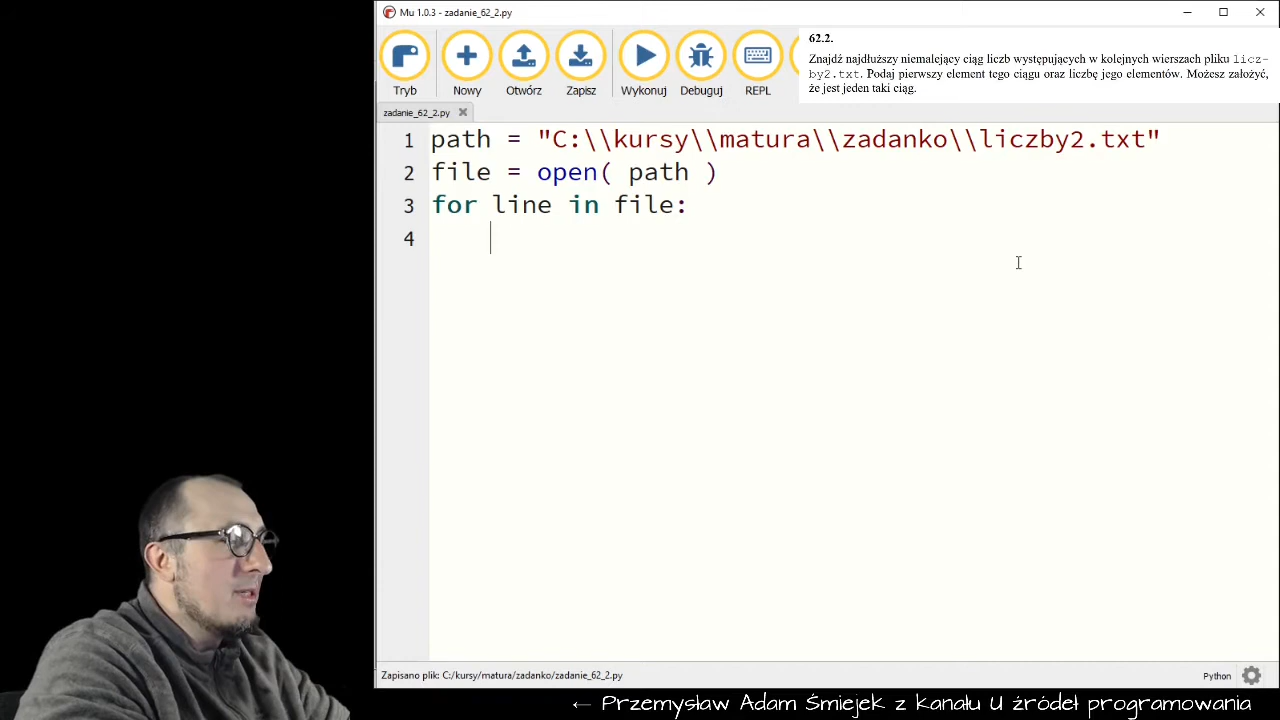 Mu 1.0.3 - zadanie_62_2.py
Tryb
Nowy
Otwórz
Zapisz
Wykonuj
Debuguj
REPL
62.2.
Znajdź najdłuższy niemalejący ciąg liczb występujących w kolejnych wierszach pliku licz-
by2.txt. Podaj pierwszy element tego ciągu oraz liczbę jego elementów. Możesz założyć,
że jest jeden taki ciąg.
zadanie_62_2.py
1 path = "C:\\kursy\\matura\\zadanko\\liczby2.txt"
2 file = open( path )
3 for line in file:
4
Zapisano plik: C:/kursy/matura/zadanko/zadanie_62_2.py
Python
← Przemysław Adam Śmiejek z kanału U źródeł programowania